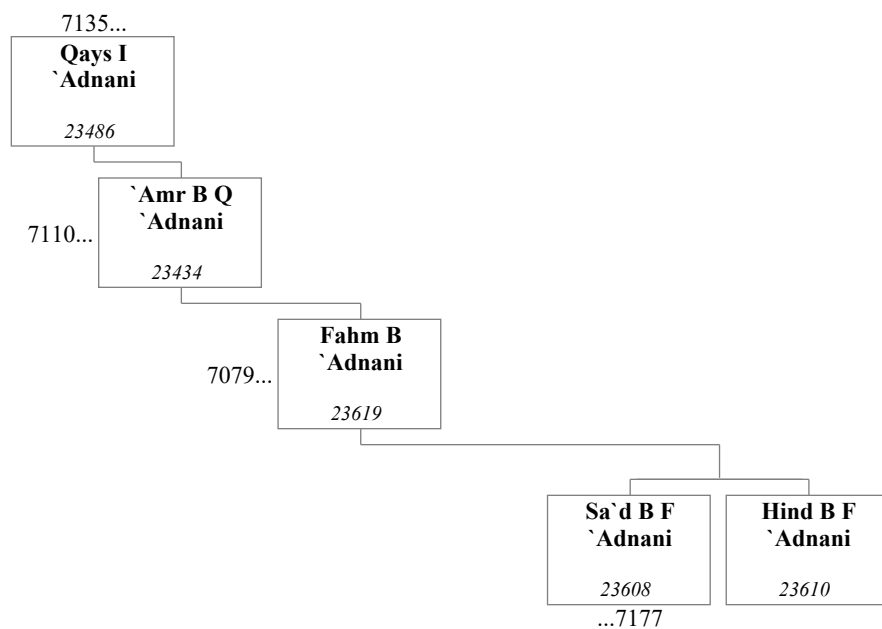 7135...
Qays I
`Adnani
23486
`Amr B Q
`Adnani
7110...
23434
Fahm B
`Adnani
7079...
23619
Sa`d B F
`Adnani
23608
Hind B F
`Adnani
23610
...7177